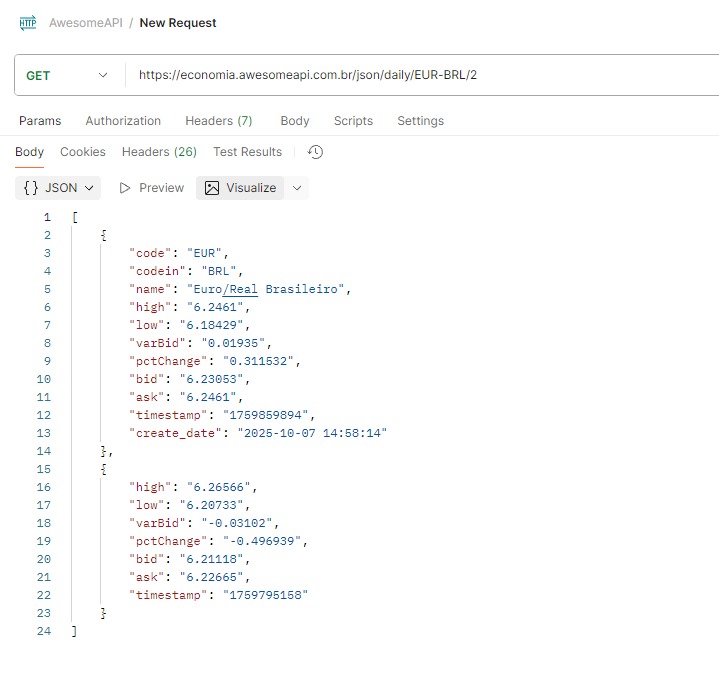 HTTP AwesomeAPI / New Request
GET https://economia.awesomeapi.com.br/json/daily/EUR-BRL/2
Params Authorization Headers (7) Body Scripts Settings
Body Cookies Headers (26) Test Results
{} JSON Preview Visualize
1 [
2 {
3 "code": "EUR",
4 "codein": "BRL",
5 "name": "Euro/Real Brasileiro",
6 "high": "6.2461",
7 "low": "6.18429",
8 "varBid": "0.01935",
9 "pctChange": "0.311532",
10 "bid": "6.23053",
11 "ask": "6.2461",
12 "timestamp": "1759859894",
13 "create_date": "2025-10-07 14:58:14"
14 },
15 {
16 "high": "6.26566",
17 "low": "6.20733",
18 "varBid": "-0.03102",
19 "pctChange": "-0.496939",
20 "bid": "6.21118",
21 "ask": "6.22665",
22 "timestamp": "1759795158"
23 }
24 ]